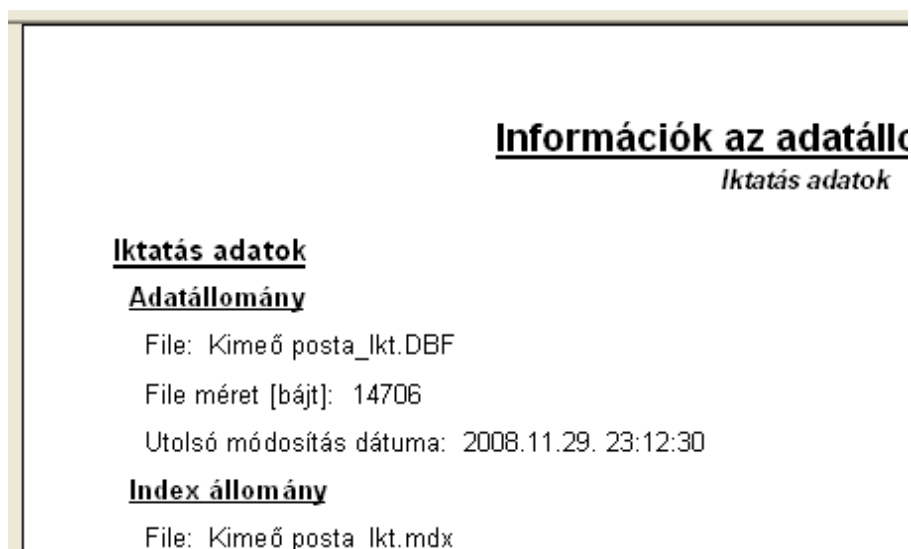 Információk az adatáll
Iktatás adatok
Iktatás adatok
Adatállomány
File: Kimeő posta_Ikt.DBF
File méret [bájt]: 14706
Utolsó módosítás dátuma: 2008.11.29. 23:12:30
Index állomány
File: Kimeő posta_Ikt.mdx